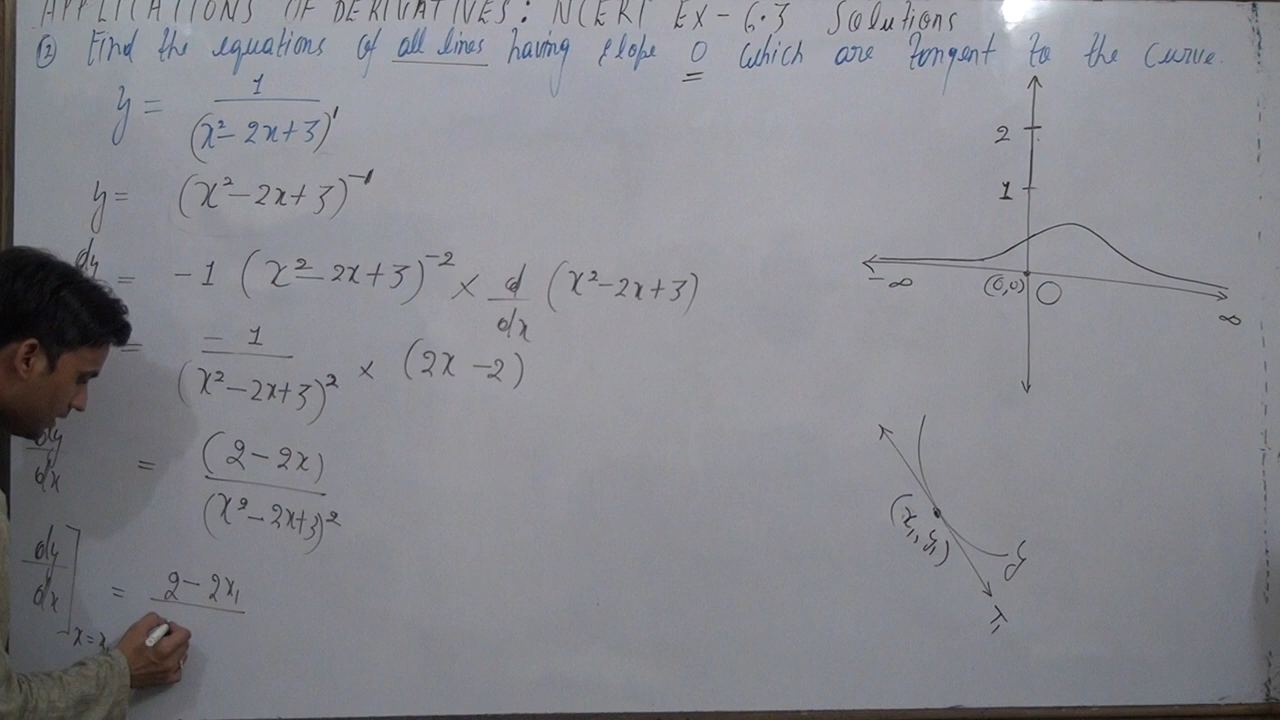 APPLICATIONS OF DERIVATIVES: NCERT EX-6.3 Solutions
(12) Find the equations of all lines having slope 0 which are tangent to the curve.
y = 1/(x²-2x+3)¹
y = (x²-2x+3)⁻¹
dy = -1 (x²-2x+3)⁻² × d/dx (x²-2x+3)
= -1/(x²-2x+3)² × (2x-2)
dy/dx = (2-2x)/(x²-2x+3)²
dy/dx]x=x = 2-2x₁
2
1
-∞ (0,0) O ∞
(x₁, y₁) y
T₁